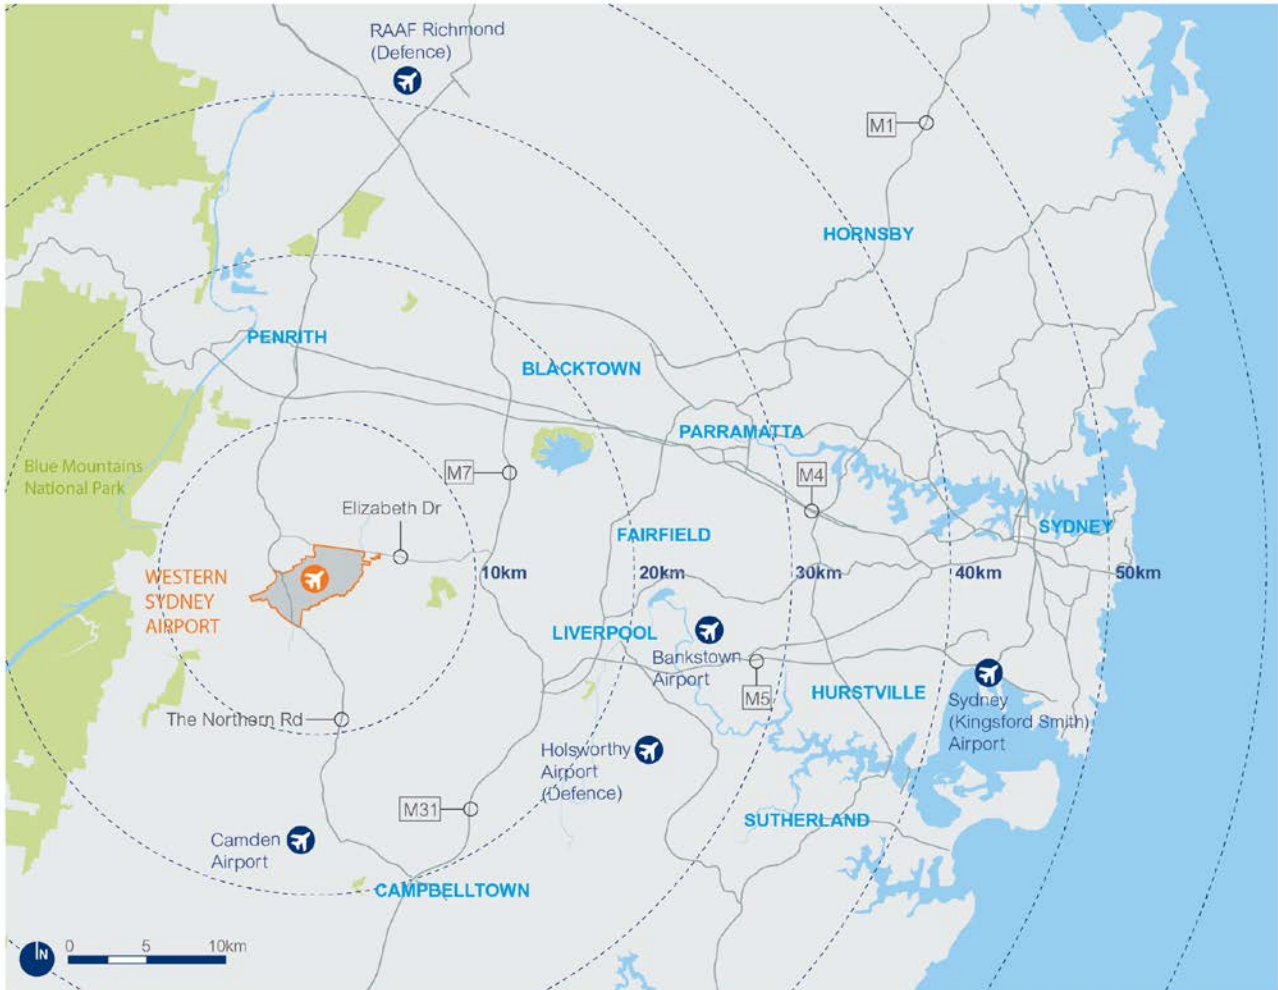 RAAF Richmond
(Defence)
M1
HORNSBY
PENRITH
BLACKTOWN
PARRAMATTA
Blue Mountains
National Park
M7
M4
Elizabeth Dr
FAIRFIELD
SYDNEY
WESTERN
SYDNEY
AIRPORT
10km
20km
30km
40km
50km
LIVERPOOL
Bankstown
Airport
M5
HURSTVILLE
Sydney
(Kingsford Smith)
Airport
The Northern Rd
Holsworthy
Airport
(Defence)
M31
SUTHERLAND
Camden
Airport
CAMPBELLTOWN
N
0 5 10km